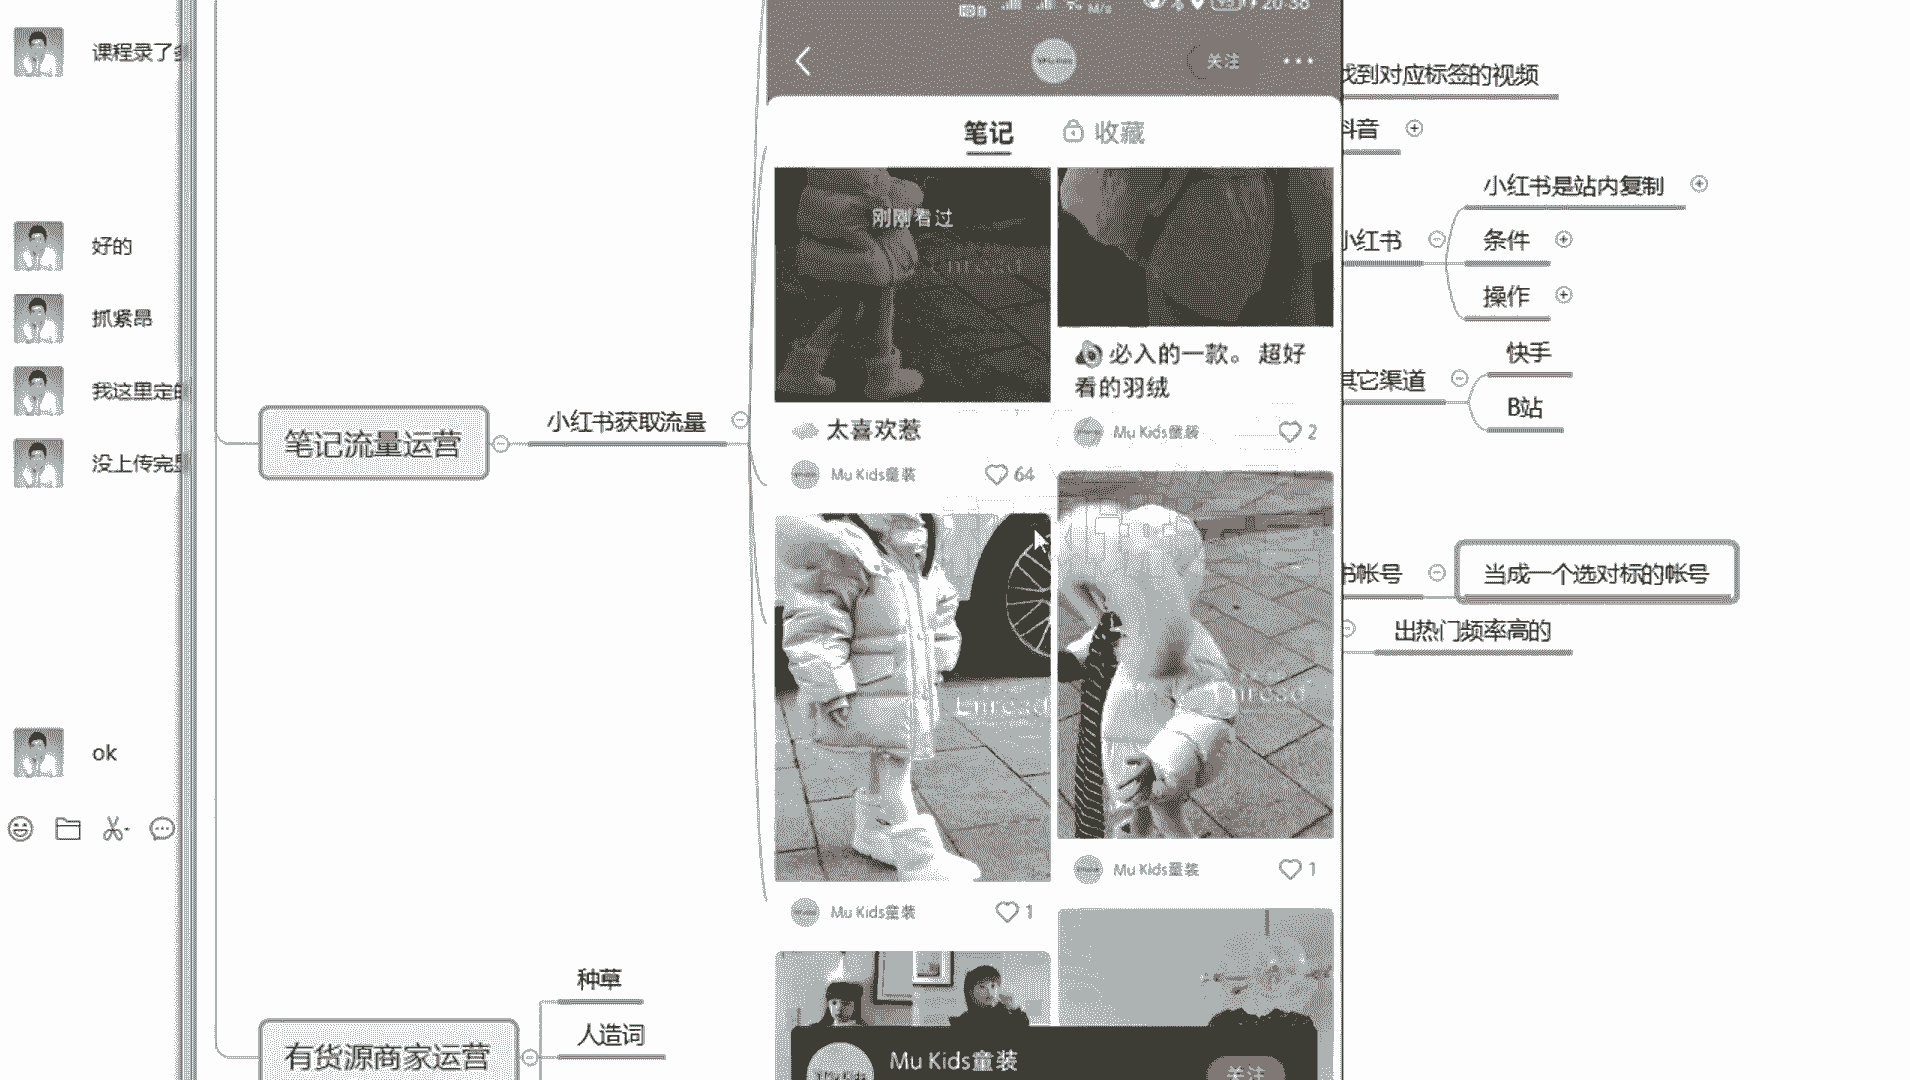 课程录了
好的
抓紧昂
我这里定的
没上传完
ok
笔记流量运营
小红书获取流量
有货源商家运营
种草
人造词
M/s
20:36
关注
笔记
收藏
刚刚看过
Enread
太喜欢惹
Mu Kids童装
64
必入的一款。 超好
看的羽绒
Mu Kids童装
2
Enread
Mu Kids童装
1
Mu Kids童装
1
Mu Kids童装
关注
找到对应标签的视频
抖音
小红书是站内复制
小红书
条件
操作
其它渠道
快手
B站
书帐号
当成一个选对标的帐号
出热门频率高的